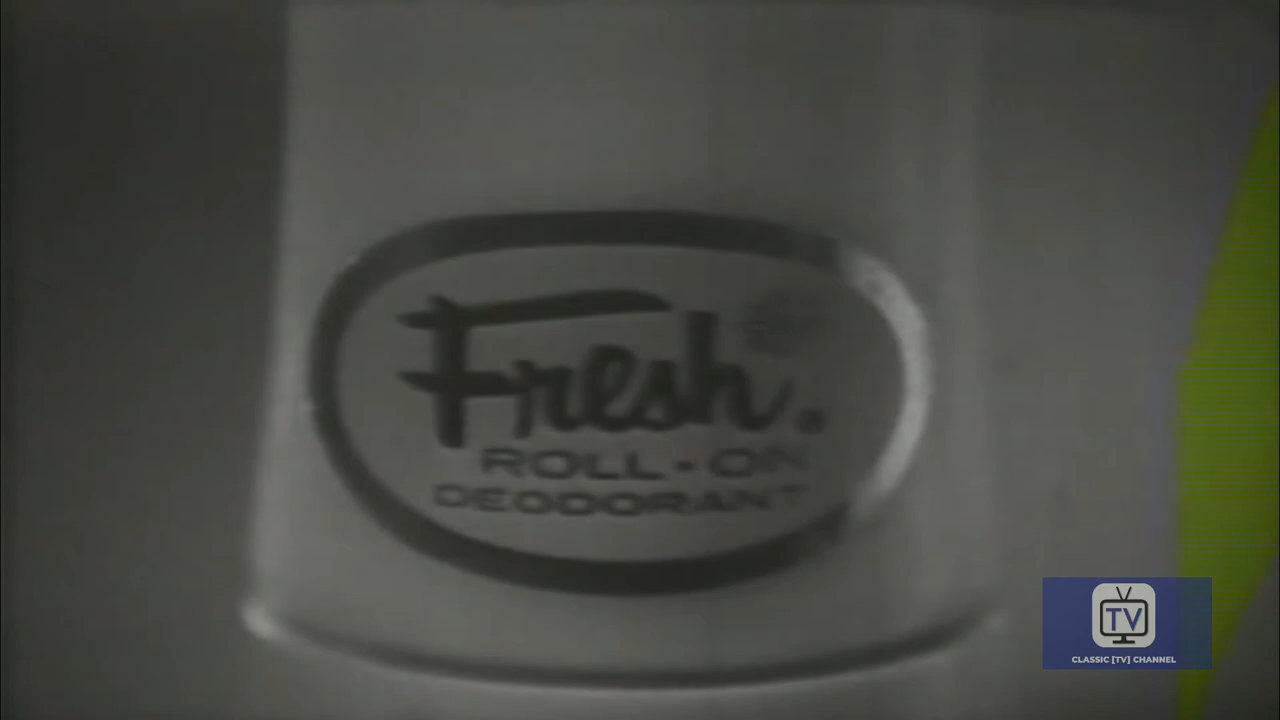 Fresh.
ROLL-ON
DEODORANT
TV
CLASSIC [TV] CHANNEL